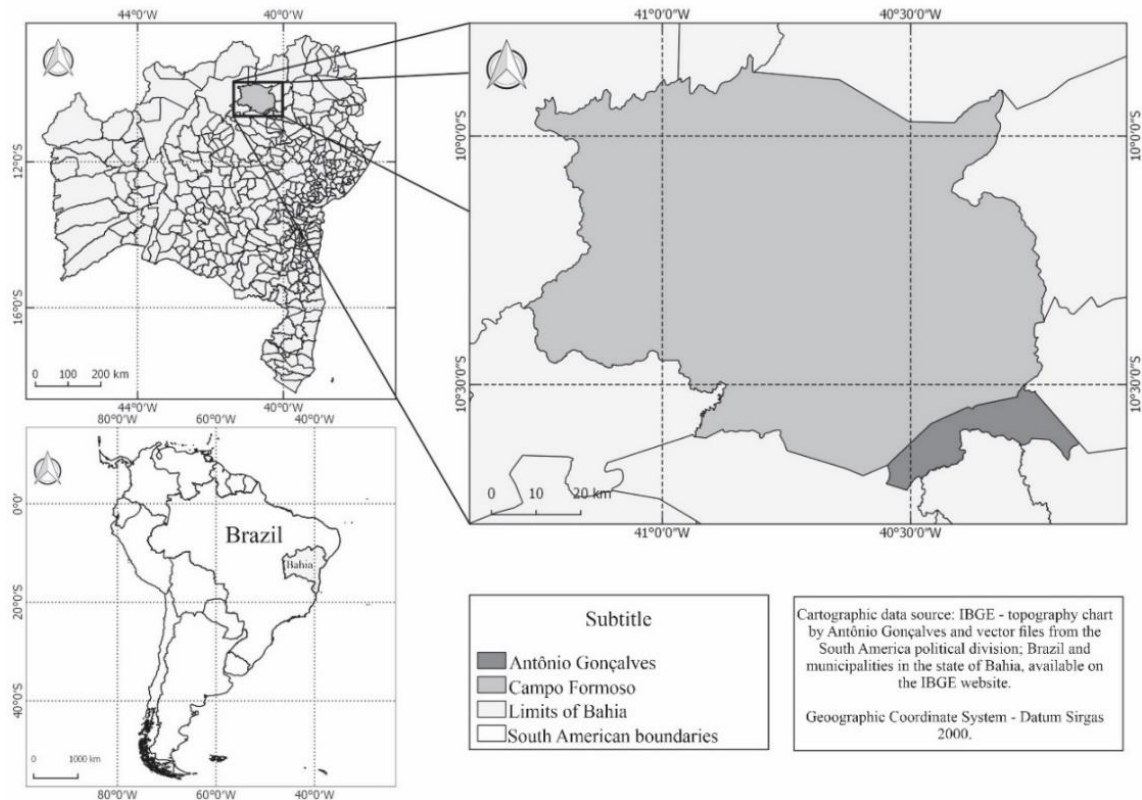 44°0'W 40°0'W
12°0'S
16°0'S
0 100 200 km
44°0'W 40°0'W
41°0'0"W 40°30'0"W
10°0'0"S
10°0'0"S
10°30'0"S
10°30'0"S
0 10 20 km
41°0'0"W 40°30'0"W
80°0'W 60°0'W 40°0'W
0°0'
20°0'S
40°0'S
Brazil
Bahia
0 1000 km
80°0'W 60°0'W 40°0'W
Subtitle
Antônio Gonçalves
Campo Formoso
Limits of Bahia
South American boundaries
Cartographic data source: IBGE - topography chart
by Antônio Gonçalves and vector files from the
South America political division; Brazil and
municipalities in the state of Bahia, available on
the IBGE website.
Geoographic Coordinate System - Datum Sirgas
2000.